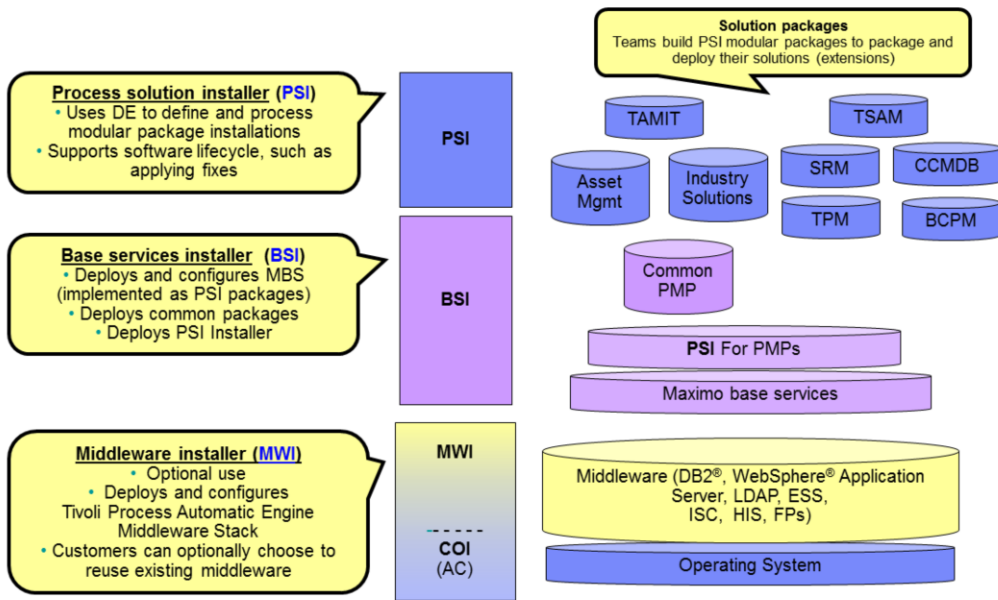 Solution packages
Teams build PSI modular packages to package and
deploy their solutions (extensions)
Process solution installer (PSI)
• Uses DE to define and process
modular package installations
• Supports software lifecycle, such as
applying fixes
PSI
TAMIT
TSAM
Asset
Mgmt
Industry
Solutions
SRM
CCMDB
TPM
BCPM
Base services installer (BSI)
• Deploys and configures MBS
(implemented as PSI packages)
• Deploys common packages
• Deploys PSI Installer
BSI
Common
PMP
PSI For PMPs
Maximo base services
Middleware installer (MWI)
• Optional use
• Deploys and configures
Tivoli Process Automatic Engine
Middleware Stack
• Customers can optionally choose to
reuse existing middleware
MWI
COI
(AC)
Middleware (DB2®, WebSphere® Application
Server, LDAP, ESS,
ISC, HIS, FPs)
Operating System